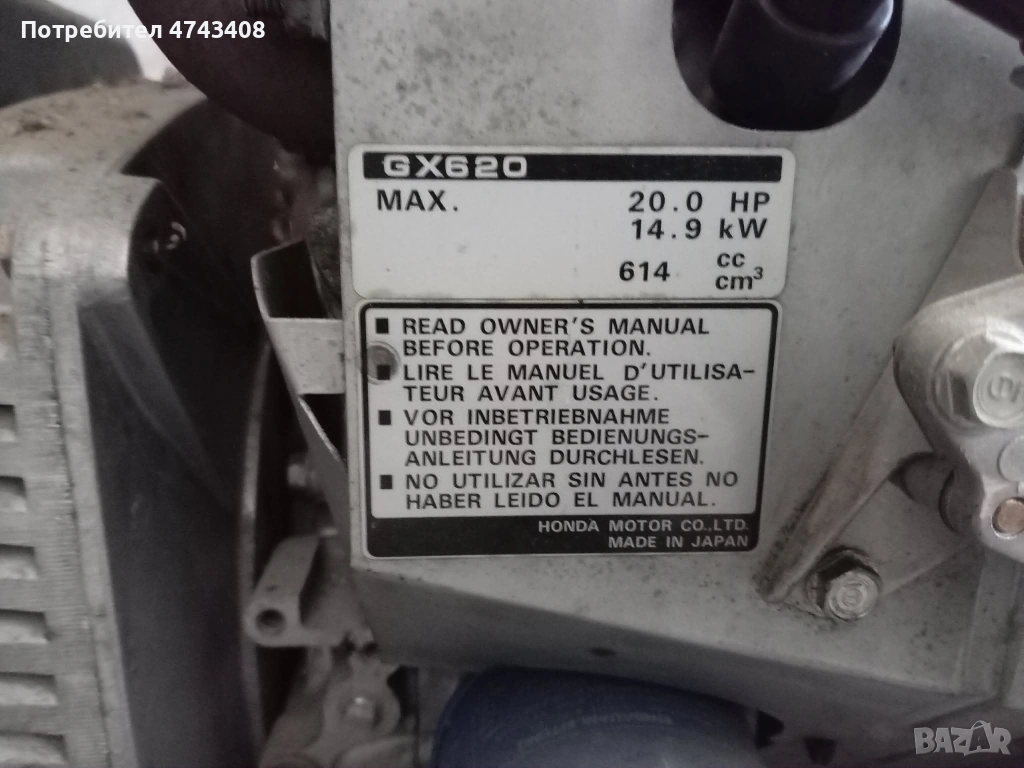 Потребител 4743408
GX620
MAX. 20.0 HP
14.9 kW
614 cc
cm³
■ READ OWNER'S MANUAL
BEFORE OPERATION.
■ LIRE LE MANUEL D'UTILISA-
TEUR AVANT USAGE.
■ VOR INBETRIEBNAHME
UNBEDINGT BEDIENUNGS-
ANLEITUNG DURCHLESEN.
■ NO UTILIZAR SIN ANTES NO
HABER LEIDO EL MANUAL.
HONDA MOTOR CO.,LTD.
MADE IN JAPAN
BAZAR